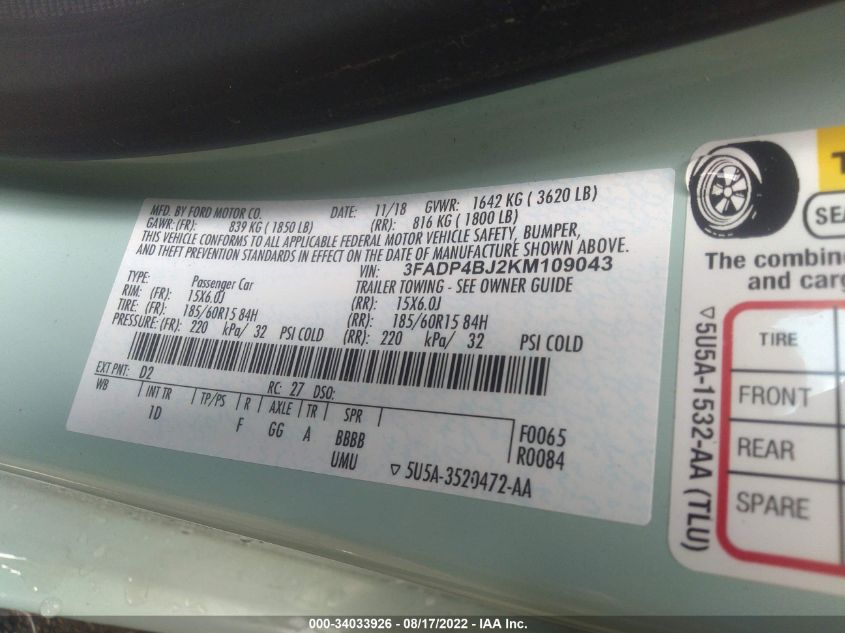 MFD. BY FORD MOTOR CO. DATE: 11/18 GVWR: 1642 KG ( 3620 LB)
GAWR: (FR): 839 KG ( 1850 LB) (RR): 816 KG ( 1800 LB)
THIS VEHICLE CONFORMS TO ALL APPLICABLE FEDERAL MOTOR VEHICLE SAFETY, BUMPER,
AND THEFT PREVENTION STANDARDS IN EFFECT ON THE DATE OF MANUFACTURE SHOWN ABOVE.
VIN: 3FADP4BJ2KM109043
TYPE: Passenger Car TRAILER TOWING - SEE OWNER GUIDE
RIM: (FR): 15X6.0J (RR): 15X6.0J
TIRE: (FR): 185/60R15 84H (RR): 185/60R15 84H
PRESSURE: (FR): 220 kPa/ 32 PSI COLD (RR): 220 kPa/ 32 PSI COLD
EXT PNT: D2 RC: 27 DSO:
WB INT TR TP/PS R AXLE TR SPR
1D F GG A BBBB F0065
UMU R0084
▽ 5U5A-3520472-AA
T
SEA
The combin
and carg
TIRE
FRONT
REAR
SPARE
▽5U5A-1532-AA (TLU)
000-34033926 - 08/17/2022 - IAA Inc.